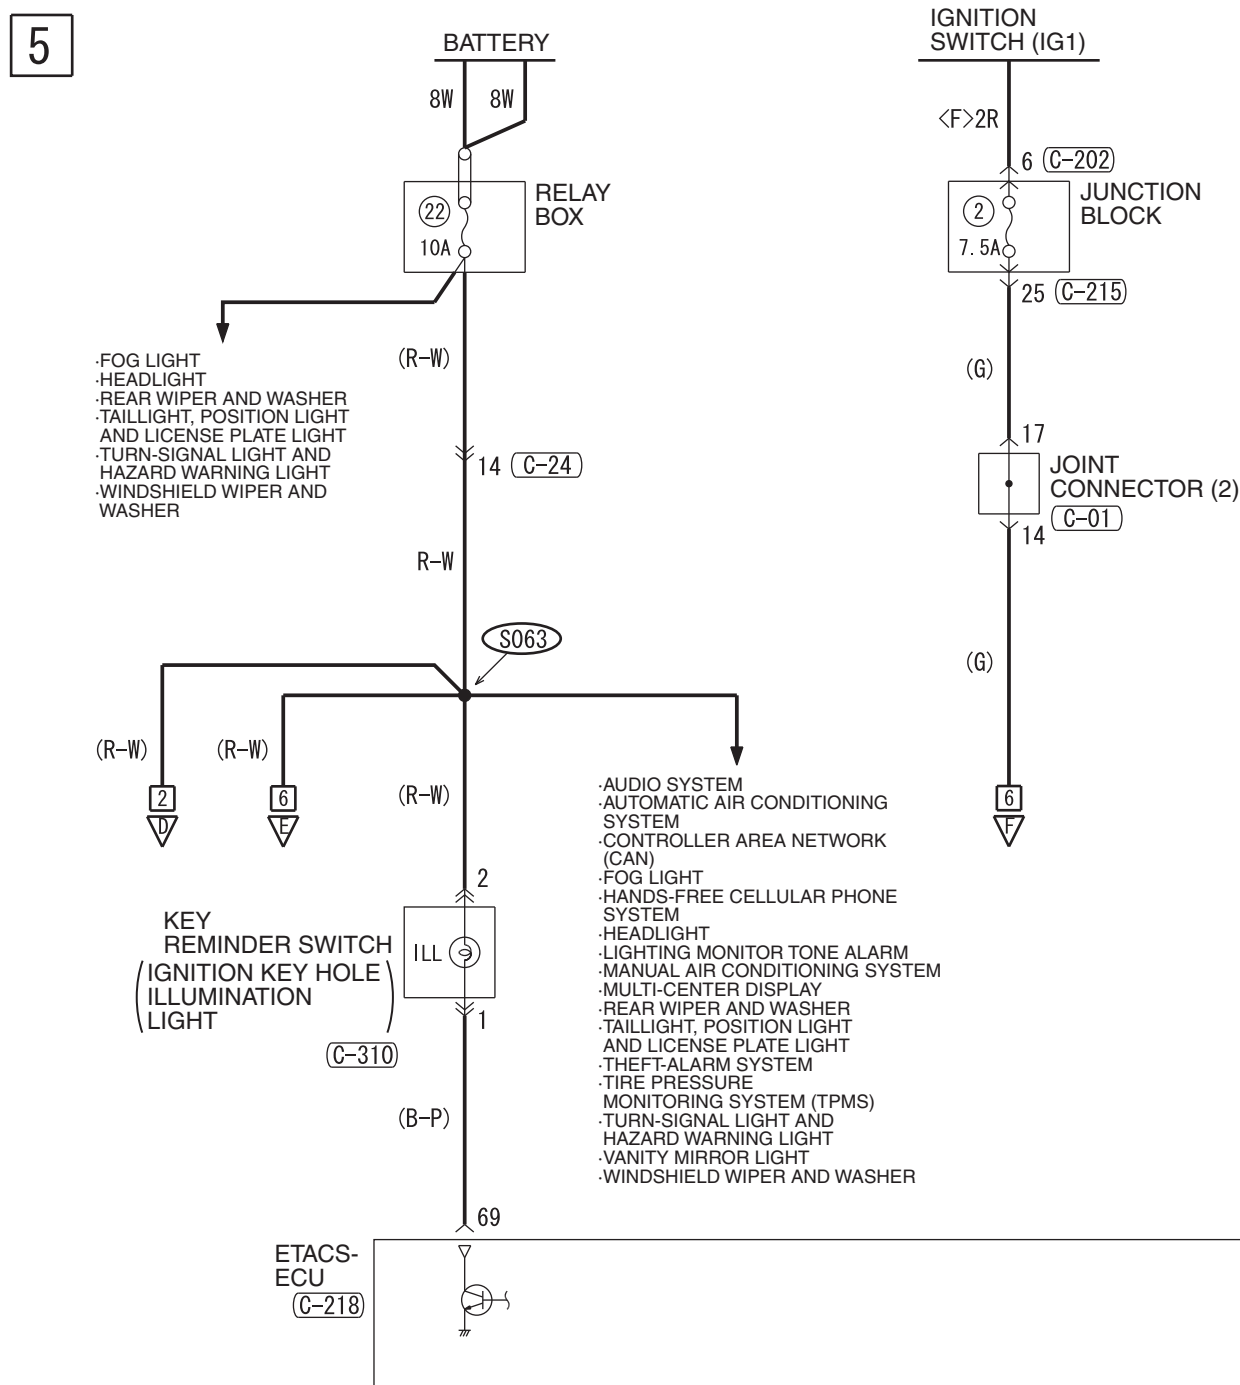 5
BATTERY
IGNITION
SWITCH (IG1)
8W
8W
<F>2R
6
C-202
RELAY
BOX
22
10A
JUNCTION
BLOCK
2
7.5A
25
C-215
·FOG LIGHT
·HEADLIGHT
·REAR WIPER AND WASHER
·TAILLIGHT, POSITION LIGHT
AND LICENSE PLATE LIGHT
·TURN-SIGNAL LIGHT AND
HAZARD WARNING LIGHT
·WINDSHIELD WIPER AND
WASHER
(R-W)
(G)
14
C-24
17
JOINT
CONNECTOR (2)
C-01
14
R-W
S063
(G)
(R-W)
(R-W)
(R-W)
2
D
6
E
6
F
·AUDIO SYSTEM
·AUTOMATIC AIR CONDITIONING
SYSTEM
·CONTROLLER AREA NETWORK
(CAN)
·FOG LIGHT
·HANDS-FREE CELLULAR PHONE
SYSTEM
·HEADLIGHT
·LIGHTING MONITOR TONE ALARM
·MANUAL AIR CONDITIONING SYSTEM
·MULTI-CENTER DISPLAY
·REAR WIPER AND WASHER
·TAILLIGHT, POSITION LIGHT
AND LICENSE PLATE LIGHT
·THEFT-ALARM SYSTEM
·TIRE PRESSURE
MONITORING SYSTEM (TPMS)
·TURN-SIGNAL LIGHT AND
HAZARD WARNING LIGHT
·VANITY MIRROR LIGHT
·WINDSHIELD WIPER AND WASHER
2
KEY
REMINDER SWITCH
(IGNITION KEY HOLE
ILLUMINATION
LIGHT)
ILL
1
C-310
(B-P)
69
ETACS-
ECU
C-218